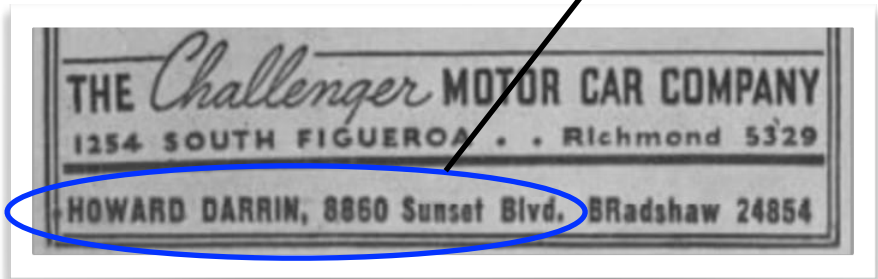 THE Challenger MOTOR CAR COMPANY
1254 SOUTH FIGUEROA . . RIchmond 5329
HOWARD DARRIN, 8860 Sunset Blvd. BRadshaw 24854